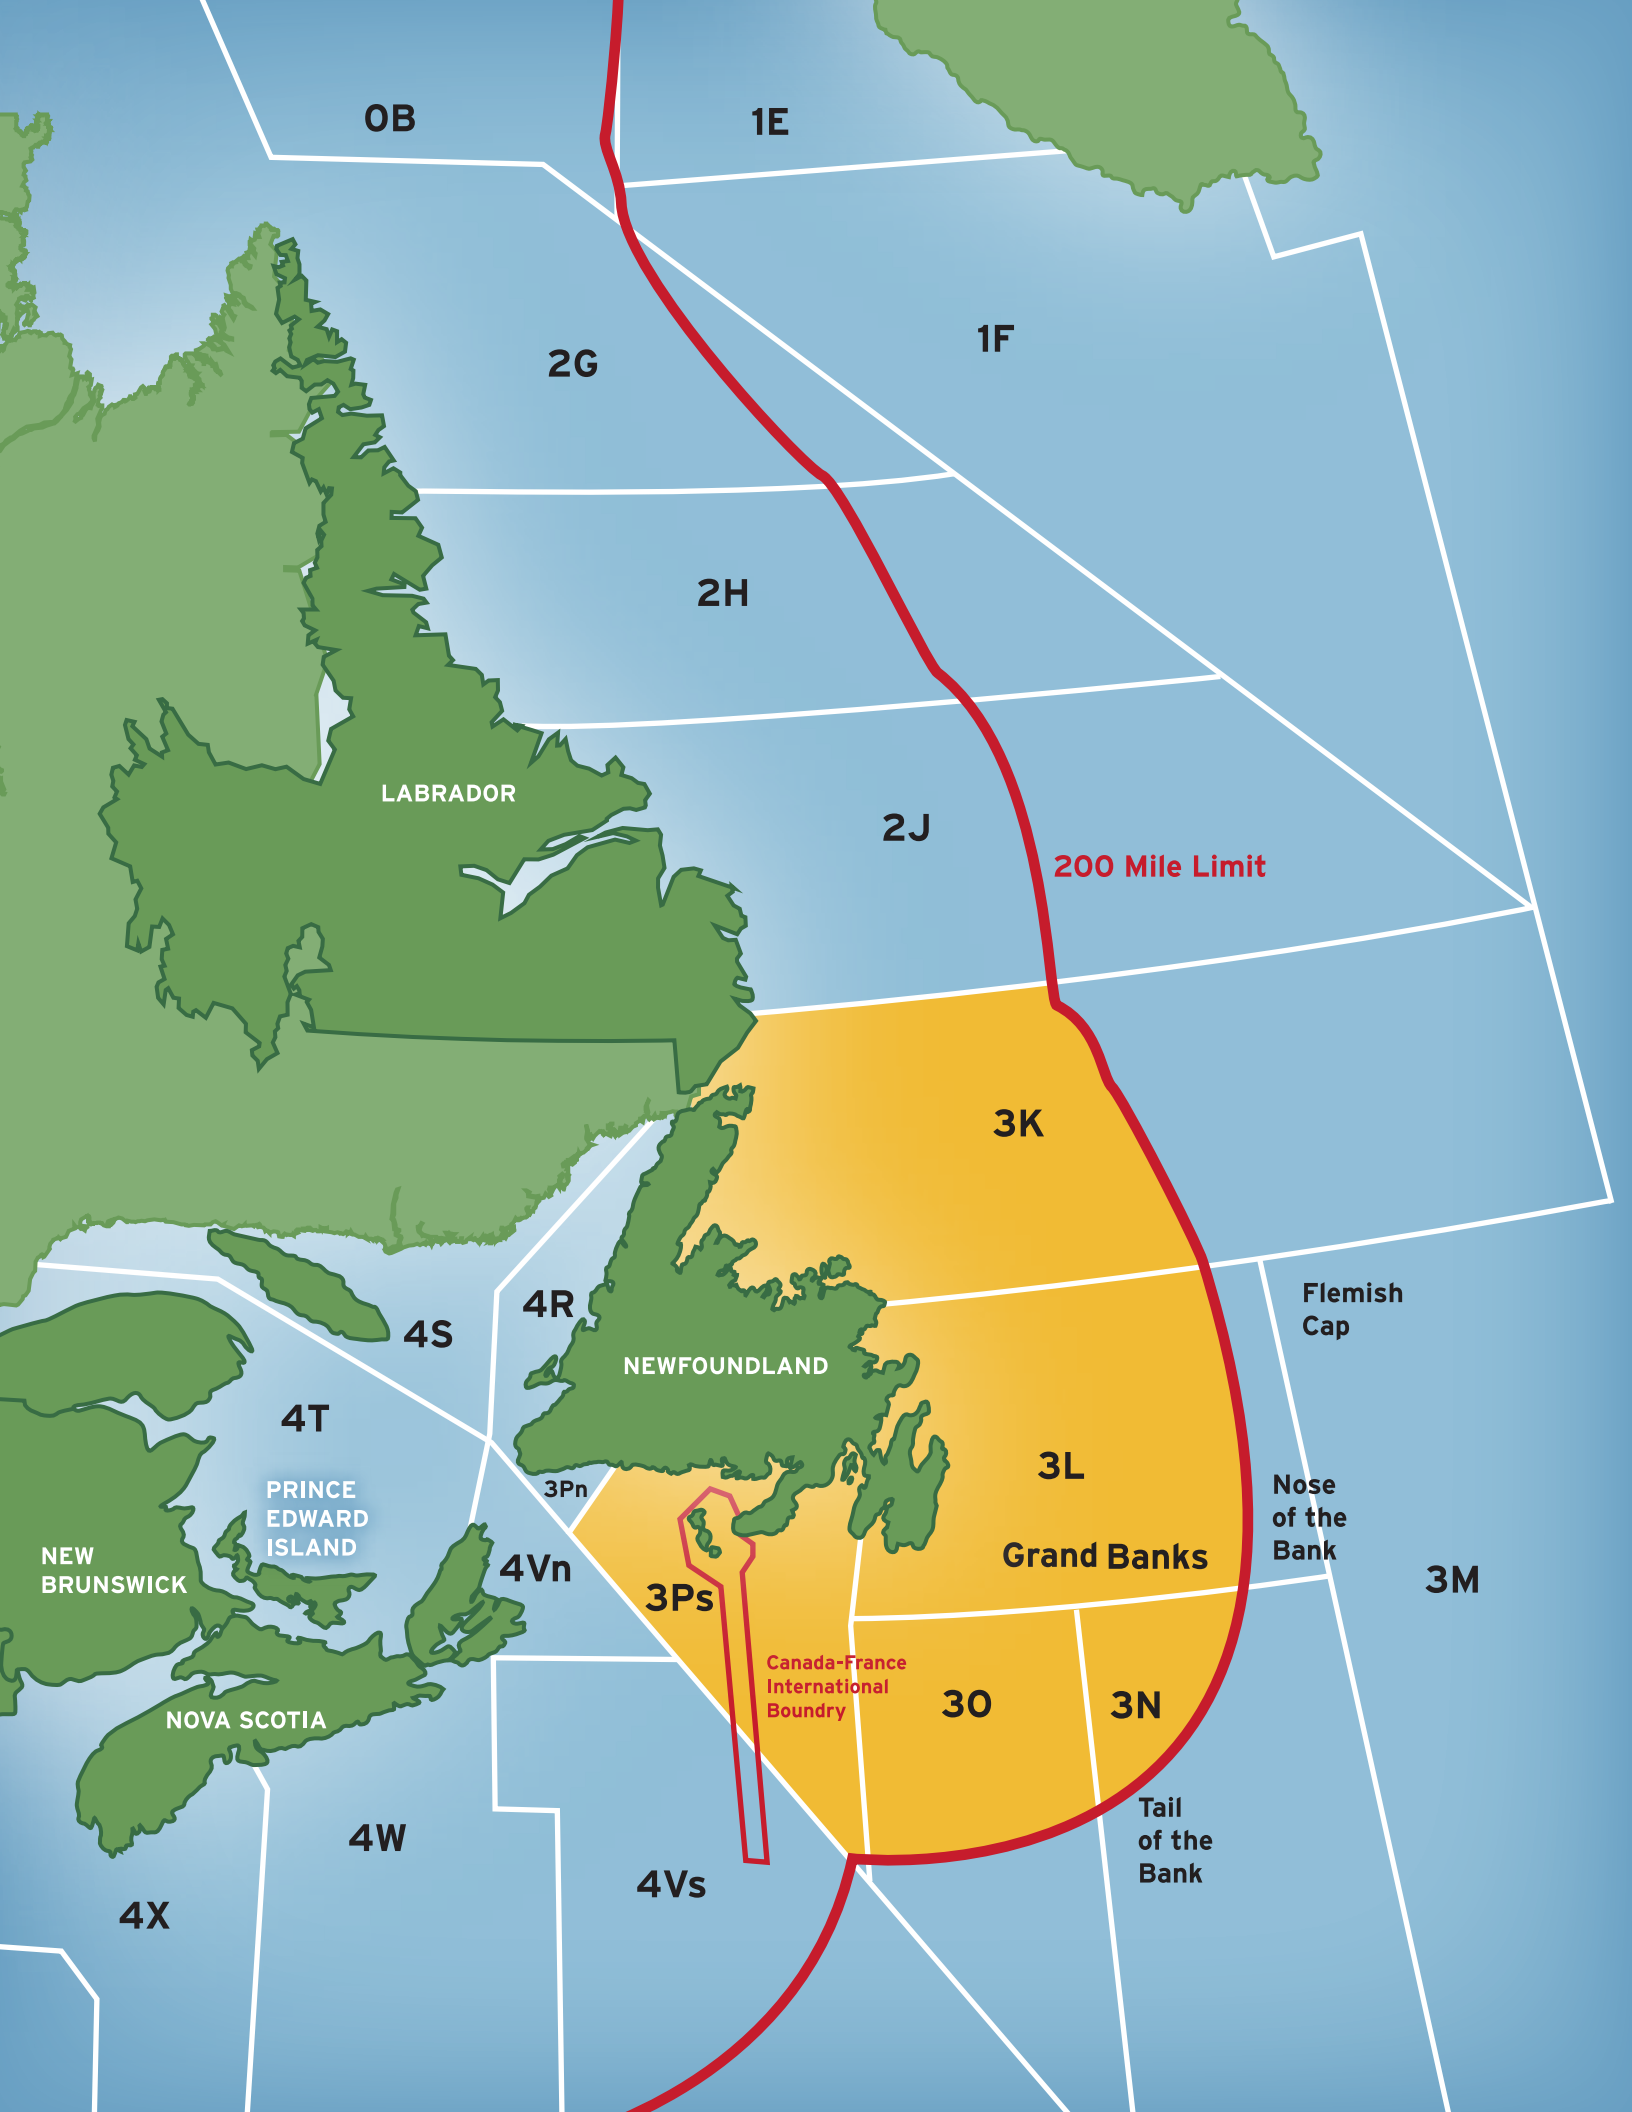 0B
1E
1F
2G
2H
LABRADOR
2J
200 Mile Limit
3K
Flemish
Cap
4R
4S
NEWFOUNDLAND
4T
3L
PRINCE
EDWARD
ISLAND
3Pn
Nose
of the
Bank
NEW
BRUNSWICK
4Vn
Grand Banks
3M
3Ps
Canada-France
International
Boundry
3O
3N
NOVA SCOTIA
Tail
of the
Bank
4W
4Vs
4X